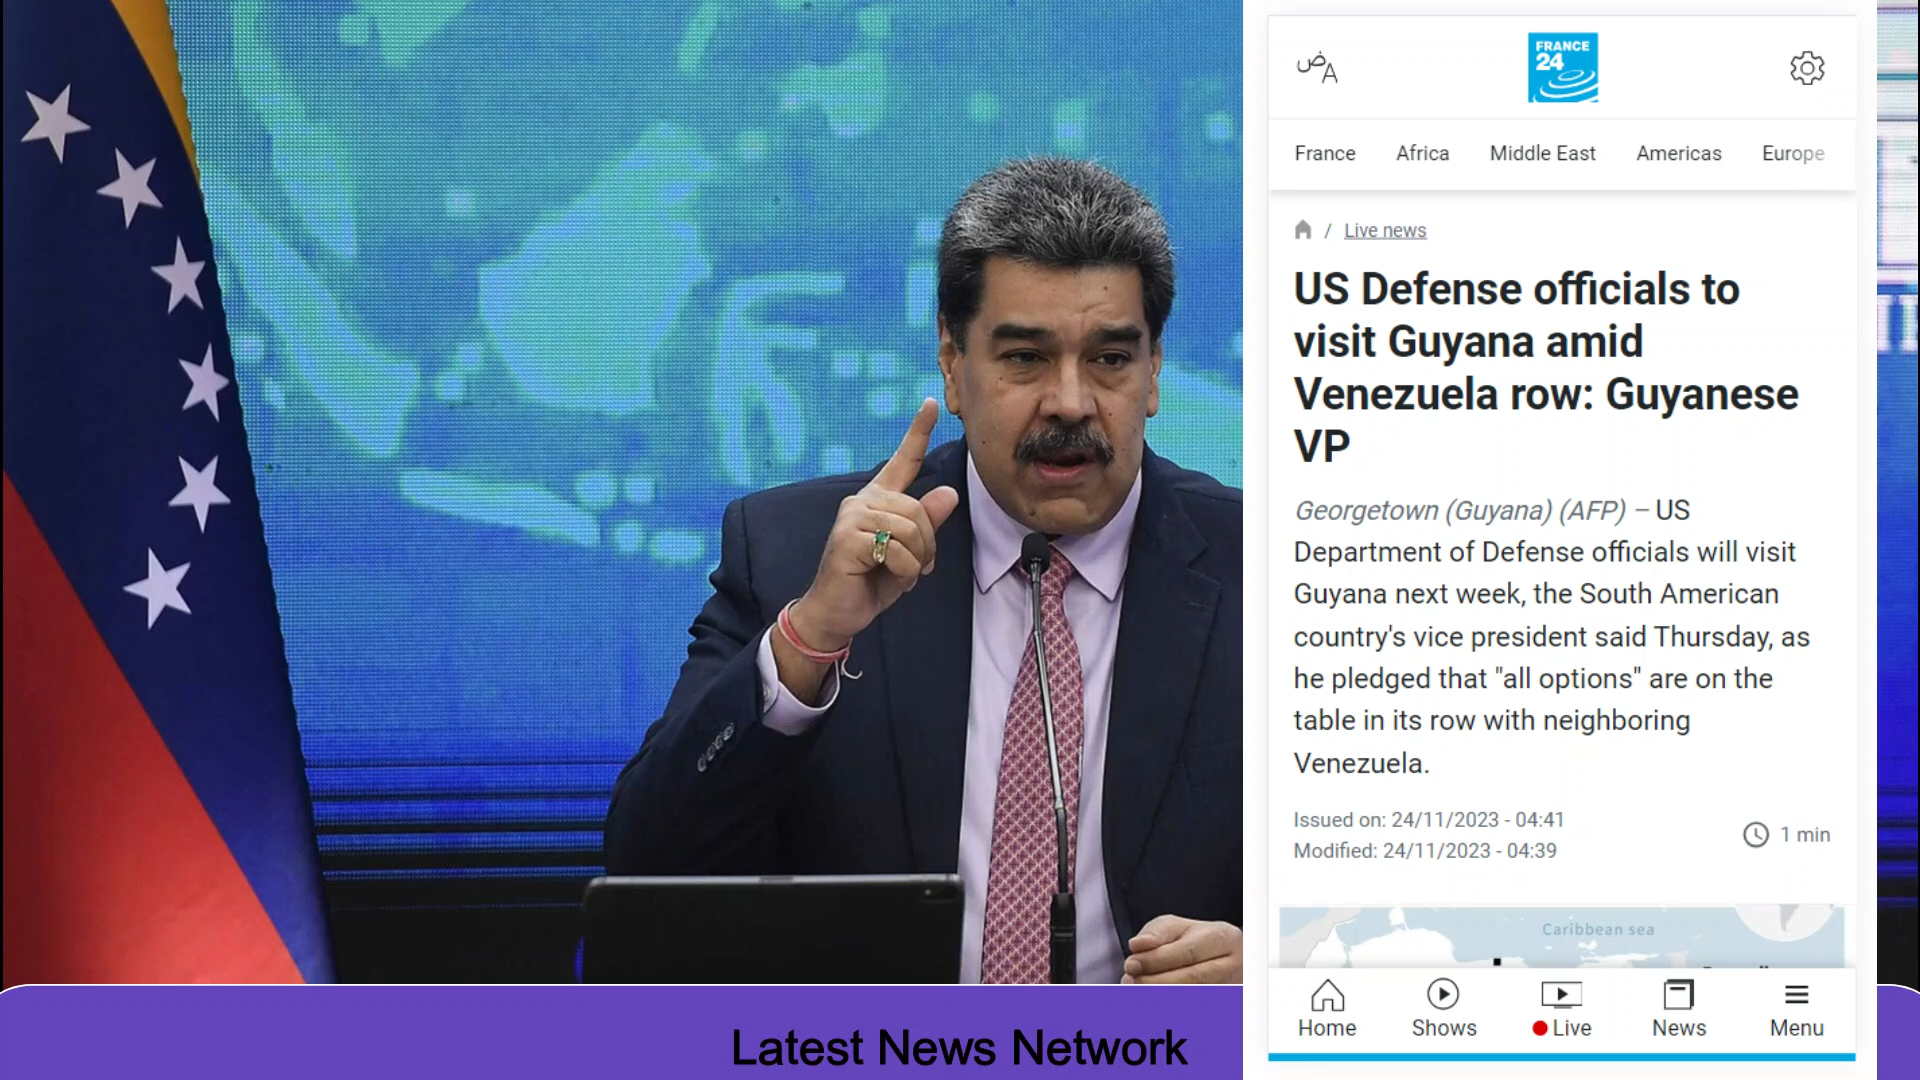 Latest News Network
ضA
FRANCE
24
France Africa Middle East Americas Europe
/ Live news
US Defense officials to
visit Guyana amid
Venezuela row: Guyanese
VP
Georgetown (Guyana) (AFP) – US
Department of Defense officials will visit
Guyana next week, the South American
country's vice president said Thursday, as
he pledged that "all options" are on the
table in its row with neighboring
Venezuela.
Issued on: 24/11/2023 - 04:41
Modified: 24/11/2023 - 04:39
1 min
Caribbean sea
Home Shows Live News Menu